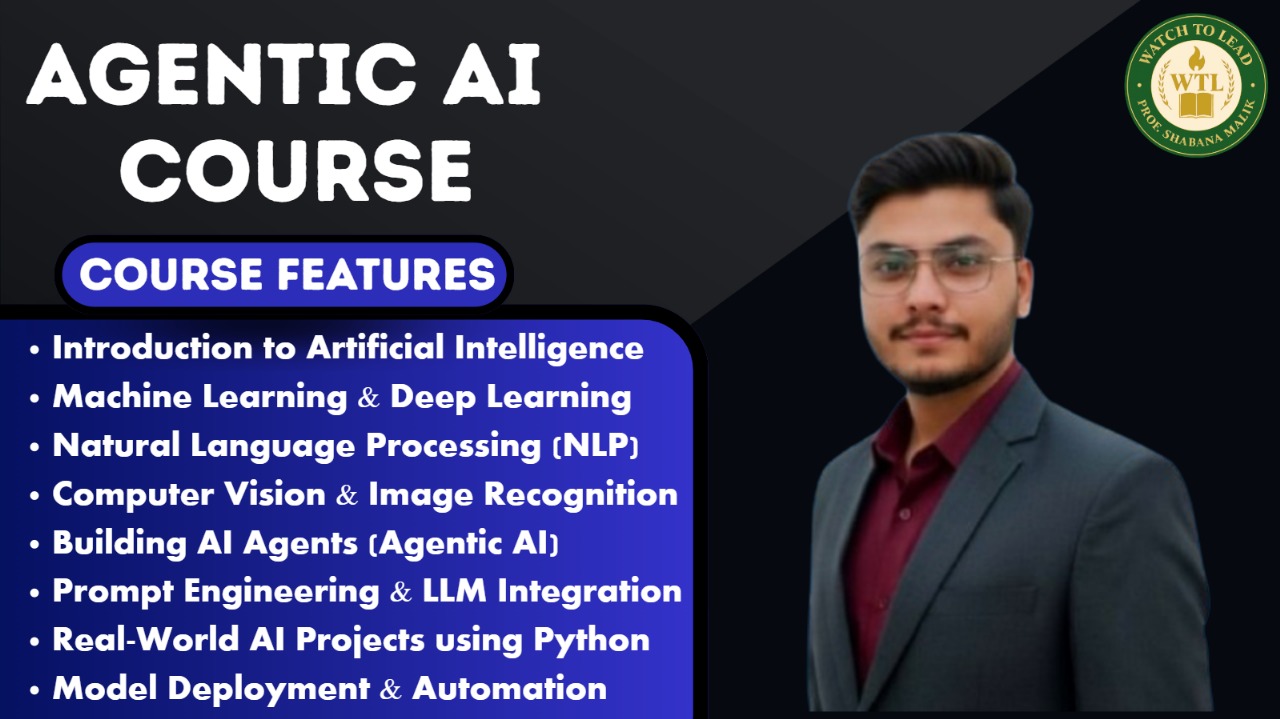 AGENTIC AI
COURSE
COURSE FEATURES
• Introduction to Artificial Intelligence
• Machine Learning & Deep Learning
• Natural Language Processing (NLP)
• Computer Vision & Image Recognition
• Building AI Agents (Agentic AI)
• Prompt Engineering & LLM Integration
• Real-World AI Projects using Python
• Model Deployment & Automation
WATCH TO LEAD
WTL
PROF. SHABANA MALIK